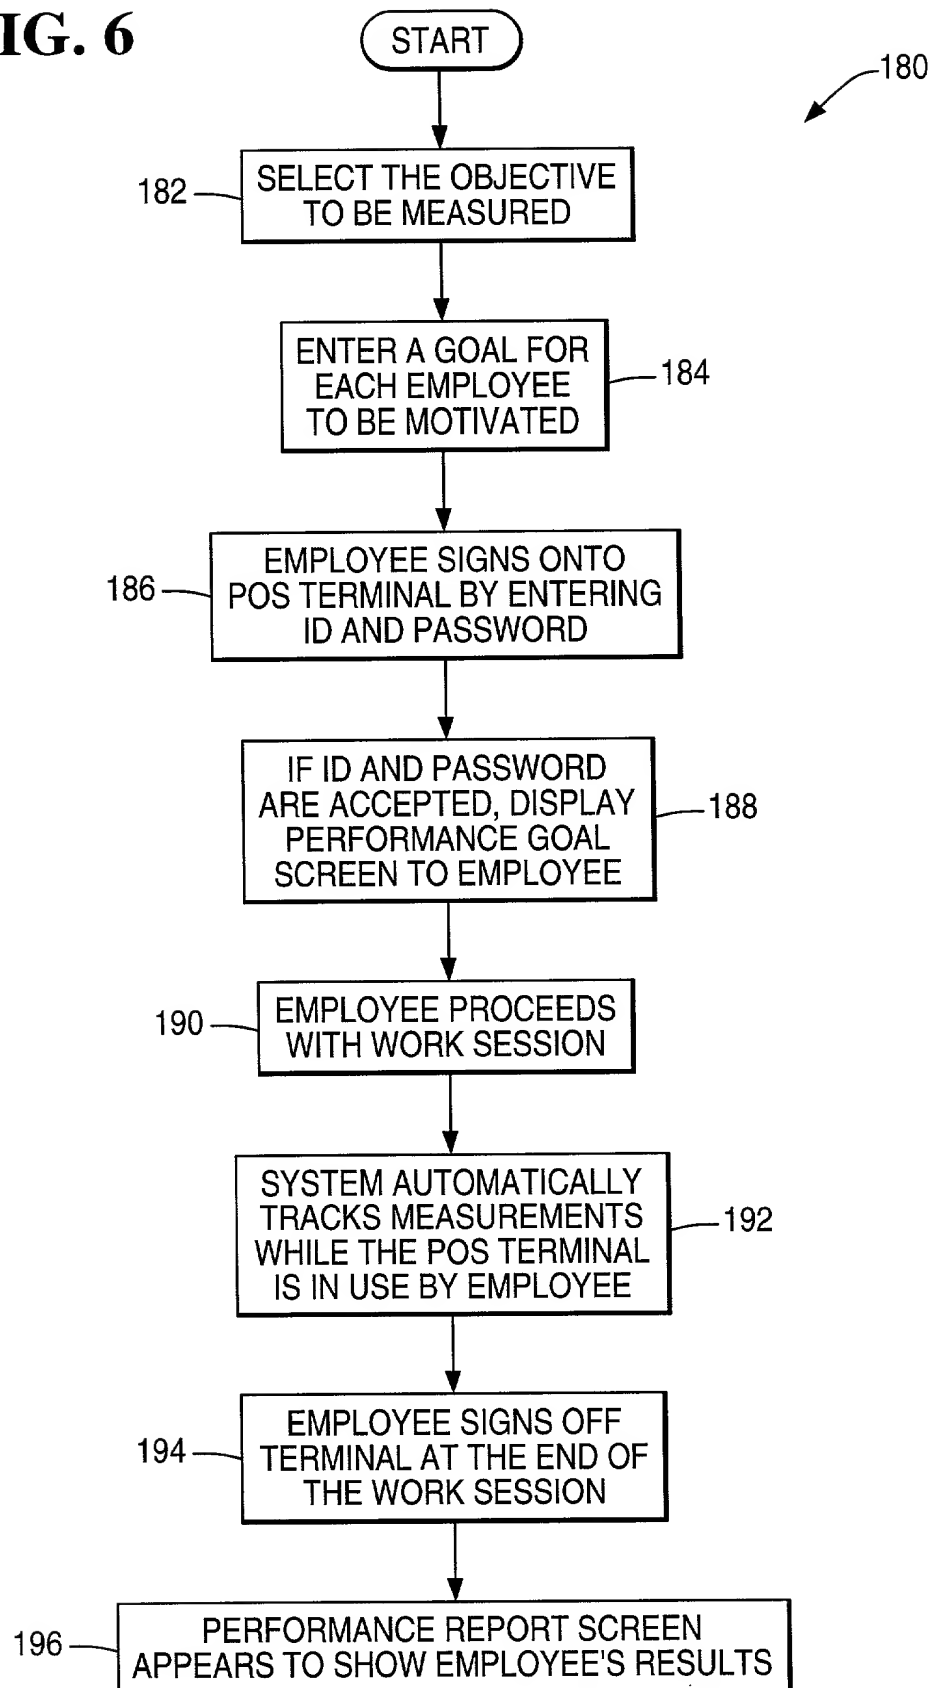 IG. 6
START
180
182
SELECT THE OBJECTIVE
TO BE MEASURED
ENTER A GOAL FOR
EACH EMPLOYEE
TO BE MOTIVATED
184
186
EMPLOYEE SIGNS ONTO
POS TERMINAL BY ENTERING
ID AND PASSWORD
IF ID AND PASSWORD
ARE ACCEPTED, DISPLAY
PERFORMANCE GOAL
SCREEN TO EMPLOYEE
188
190
EMPLOYEE PROCEEDS
WITH WORK SESSION
SYSTEM AUTOMATICALLY
TRACKS MEASUREMENTS
WHILE THE POS TERMINAL
IS IN USE BY EMPLOYEE
192
194
EMPLOYEE SIGNS OFF
TERMINAL AT THE END OF
THE WORK SESSION
196
PERFORMANCE REPORT SCREEN
APPEARS TO SHOW EMPLOYEE'S RESULTS